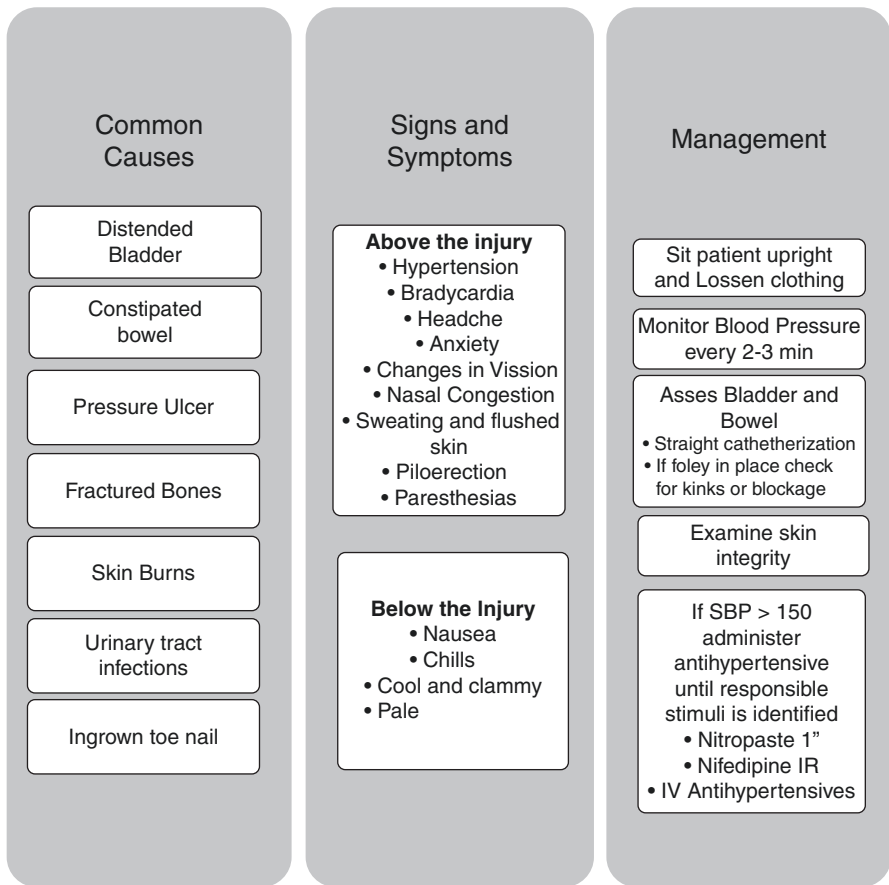 Common
Causes
Distended
Bladder
Constipated
bowel
Pressure Ulcer
Fractured Bones
Skin Burns
Urinary tract
infections
Ingrown toe nail
Signs and
Symptoms
Above the injury
• Hypertension
• Bradycardia
• Headche
• Anxiety
• Changes in Vission
• Nasal Congestion
• Sweating and flushed
skin
• Piloerection
• Paresthesias
Below the Injury
• Nausea
• Chills
• Cool and clammy
• Pale
Management
Sit patient upright
and Lossen clothing
Monitor Blood Pressure
every 2-3 min
Asses Bladder and
Bowel
• Straight cathetherization
• If foley in place check
for kinks or blockage
Examine skin
integrity
If SBP > 150
administer
antihypertensive
until responsible
stimuli is identified
• Nitropaste 1”
• Nifedipine IR
• IV Antihypertensives